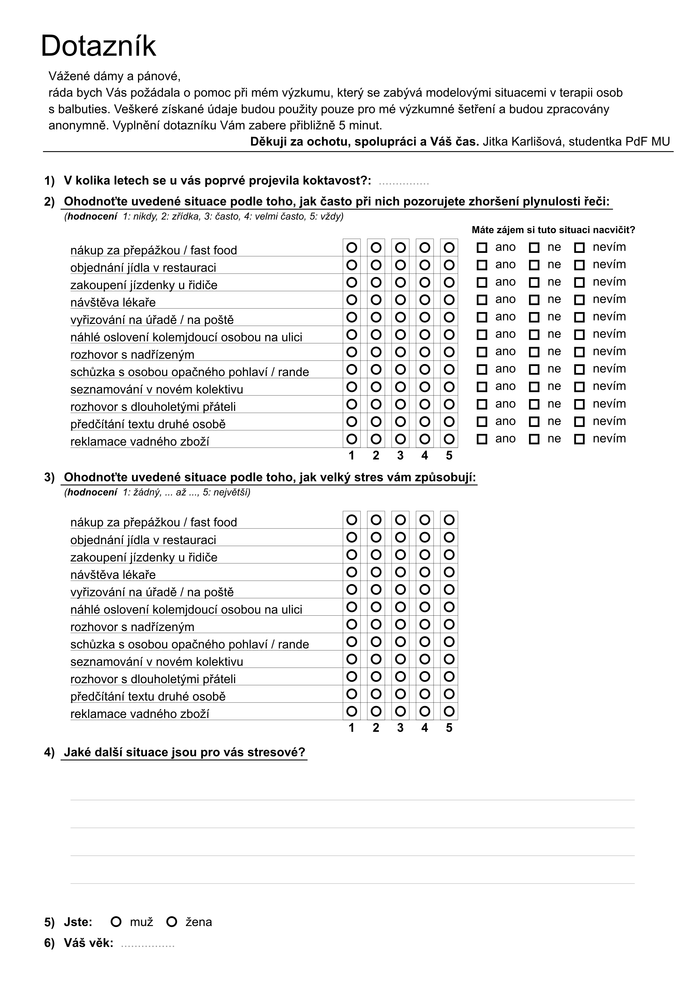 Dotazník
Vážené dámy a pánové,
ráda bych Vás požádala o pomoc při mém výzkumu, který se zabývá modelovými situacemi v terapii osob
s balbuties. Veškeré získané údaje budou použity pouze pro mé výzkumné šetření a budou zpracovány
anonymně. Vyplnění dotazníku Vám zabere přibližně 5 minut.
Děkuji za ochotu, spolupráci a Váš čas. Jitka Karlišová, studentka PdF MU
1) V kolika letech se u vás poprvé projevila koktavost?: ...............
2) Ohodnoťte uvedené situace podle toho, jak často při nich pozorujete zhoršení plynulosti řeči:
(hodnocení 1: nikdy, 2: zřídka, 3: často, 4: velmi často, 5: vždy)
Máte zájem si tuto situaci nacvičit?
nákup za přepážkou / fast food ano ne nevím
objednání jídla v restauraci ano ne nevím
zakoupení jízdenky u řidiče ano ne nevím
návštěva lékaře ano ne nevím
vyřizování na úřadě / na poště ano ne nevím
náhlé oslovení kolemjdoucí osobou na ulici ano ne nevím
rozhovor s nadřízeným ano ne nevím
schůzka s osobou opačného pohlaví / rande ano ne nevím
seznamování v novém kolektivu ano ne nevím
rozhovor s dlouholetými přáteli ano ne nevím
předčítání textu druhé osobě ano ne nevím
reklamace vadného zboží ano ne nevím
1 2 3 4 5
3) Ohodnoťte uvedené situace podle toho, jak velký stres vám způsobují:
(hodnocení 1: žádný, ... až ..., 5: největší)
nákup za přepážkou / fast food
objednání jídla v restauraci
zakoupení jízdenky u řidiče
návštěva lékaře
vyřizování na úřadě / na poště
náhlé oslovení kolemjdoucí osobou na ulici
rozhovor s nadřízeným
schůzka s osobou opačného pohlaví / rande
seznamování v novém kolektivu
rozhovor s dlouholetými přáteli
předčítání textu druhé osobě
reklamace vadného zboží
1 2 3 4 5
4) Jaké další situace jsou pro vás stresové?
5) Jste: muž žena
6) Váš věk: ................